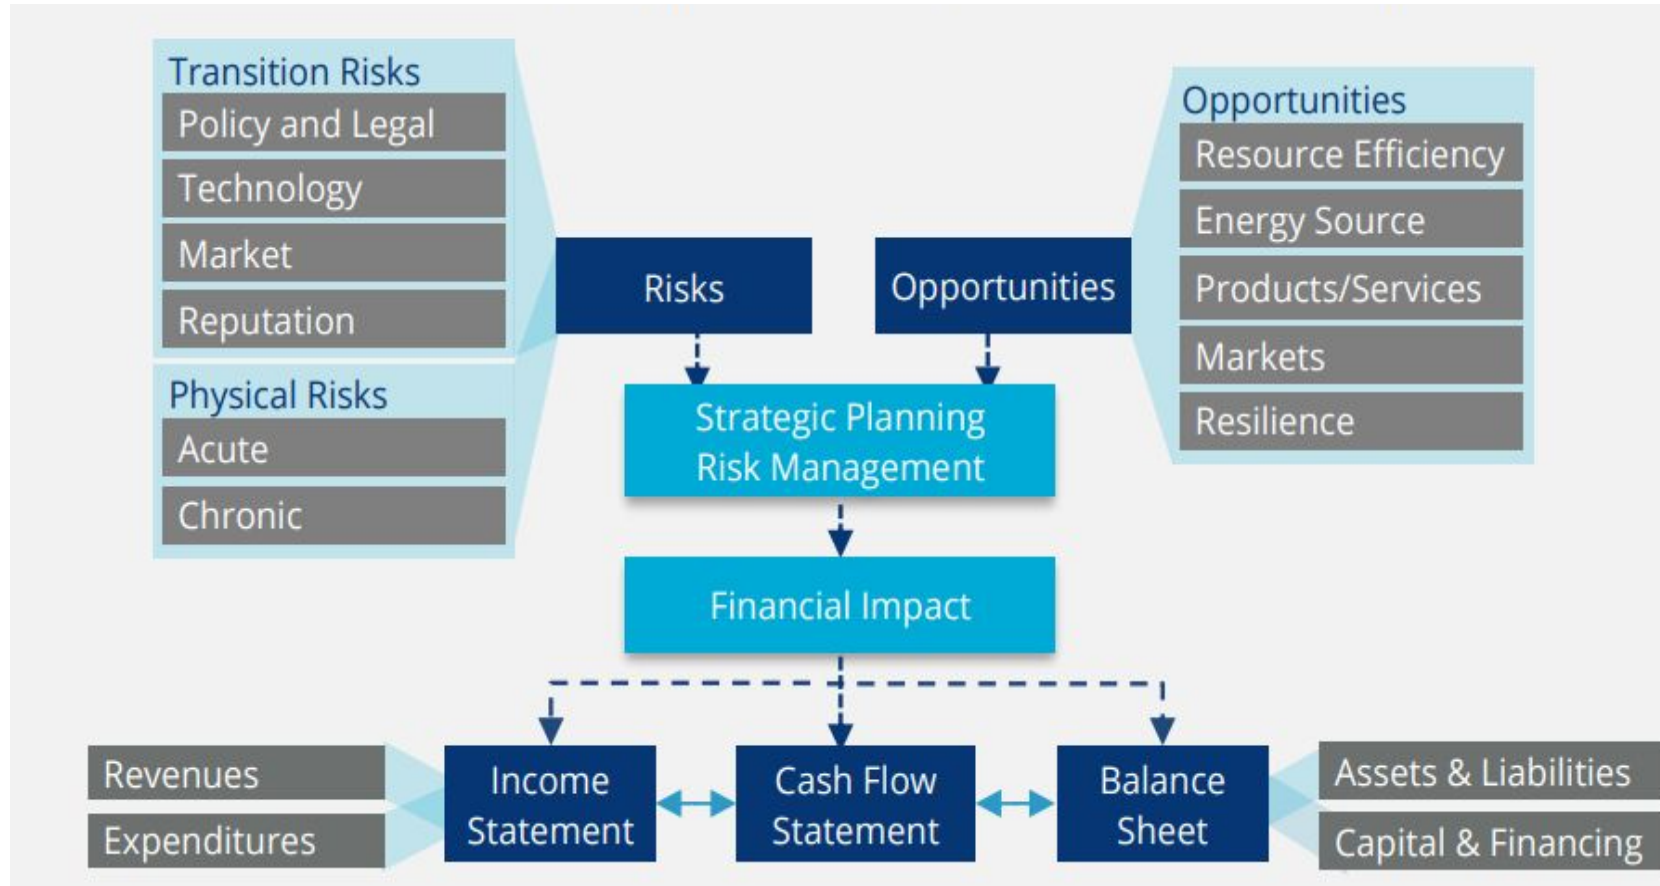 Transition Risks
Policy and Legal
Technology
Market
Reputation
Physical Risks
Acute
Chronic
Risks
Opportunities
Opportunities
Resource Efficiency
Energy Source
Products/Services
Markets
Resilience
Strategic Planning
Risk Management
Financial Impact
Revenues
Expenditures
Income
Statement
Cash Flow
Statement
Balance
Sheet
Assets & Liabilities
Capital & Financing